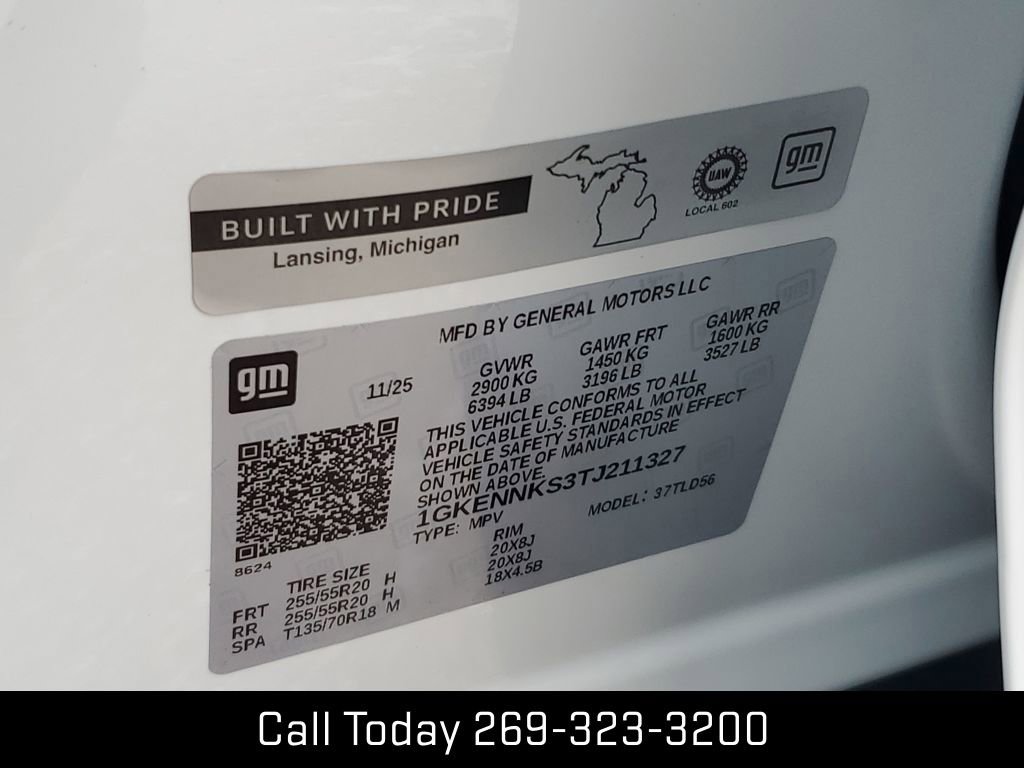 BUILT WITH PRIDE
Lansing, Michigan
UAW
LOCAL 602
gm
MFD BY GENERAL MOTORS LLC
gm
11/25
GVWR
2900 KG
6394 LB
GAWR FRT
1450 KG
3196 LB
GAWR RR
1600 KG
3527 LB
THIS VEHICLE CONFORMS TO ALL
APPLICABLE U.S. FEDERAL MOTOR
VEHICLE SAFETY STANDARDS IN EFFECT
ON THE DATE OF MANUFACTURE
SHOWN ABOVE.
1GKENNKS3TJ211327
TYPE: MPV
MODEL: 37TLD56
8624
TIRE SIZE RIM
FRT 255/55R20 H 20X8J
RR 255/55R20 H 20X8J
SPA T135/70R18 M 18X4.5B
Call Today 269-323-3200